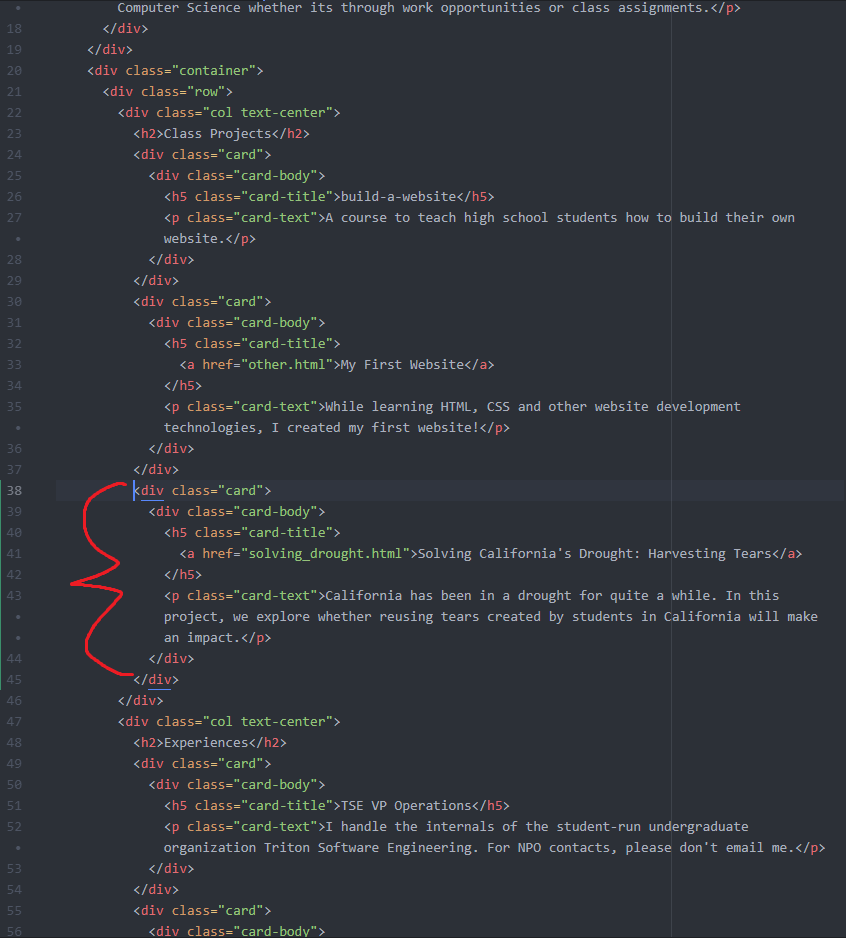 • Computer Science whether its through work opportunities or class assignments.</p>
18 </div>
19 </div>
20 <div class="container">
21 <div class="row">
22 <div class="col text-center">
23 <h2>Class Projects</h2>
24 <div class="card">
25 <div class="card-body">
26 <h5 class="card-title">build-a-website</h5>
27 <p class="card-text">A course to teach high school students how to build their own
• website.</p>
28 </div>
29 </div>
30 <div class="card">
31 <div class="card-body">
32 <h5 class="card-title">
33 <a href="other.html">My First Website</a>
34 </h5>
35 <p class="card-text">While learning HTML, CSS and other website development
• technologies, I created my first website!</p>
36 </div>
37 </div>
38 <div class="card">
39 <div class="card-body">
40 <h5 class="card-title">
41 <a href="solving_drought.html">Solving California's Drought: Harvesting Tears</a>
42 </h5>
43 <p class="card-text">California has been in a drought for quite a while. In this
• project, we explore whether reusing tears created by students in California will make
• an impact.</p>
44 </div>
45 </div>
46 </div>
47 <div class="col text-center">
48 <h2>Experiences</h2>
49 <div class="card">
50 <div class="card-body">
51 <h5 class="card-title">TSE VP Operations</h5>
52 <p class="card-text">I handle the internals of the student-run undergraduate
• organization Triton Software Engineering. For NPO contacts, please don't email me.</p>
53 </div>
54 </div>
55 <div class="card">
56 <div class="card-body">